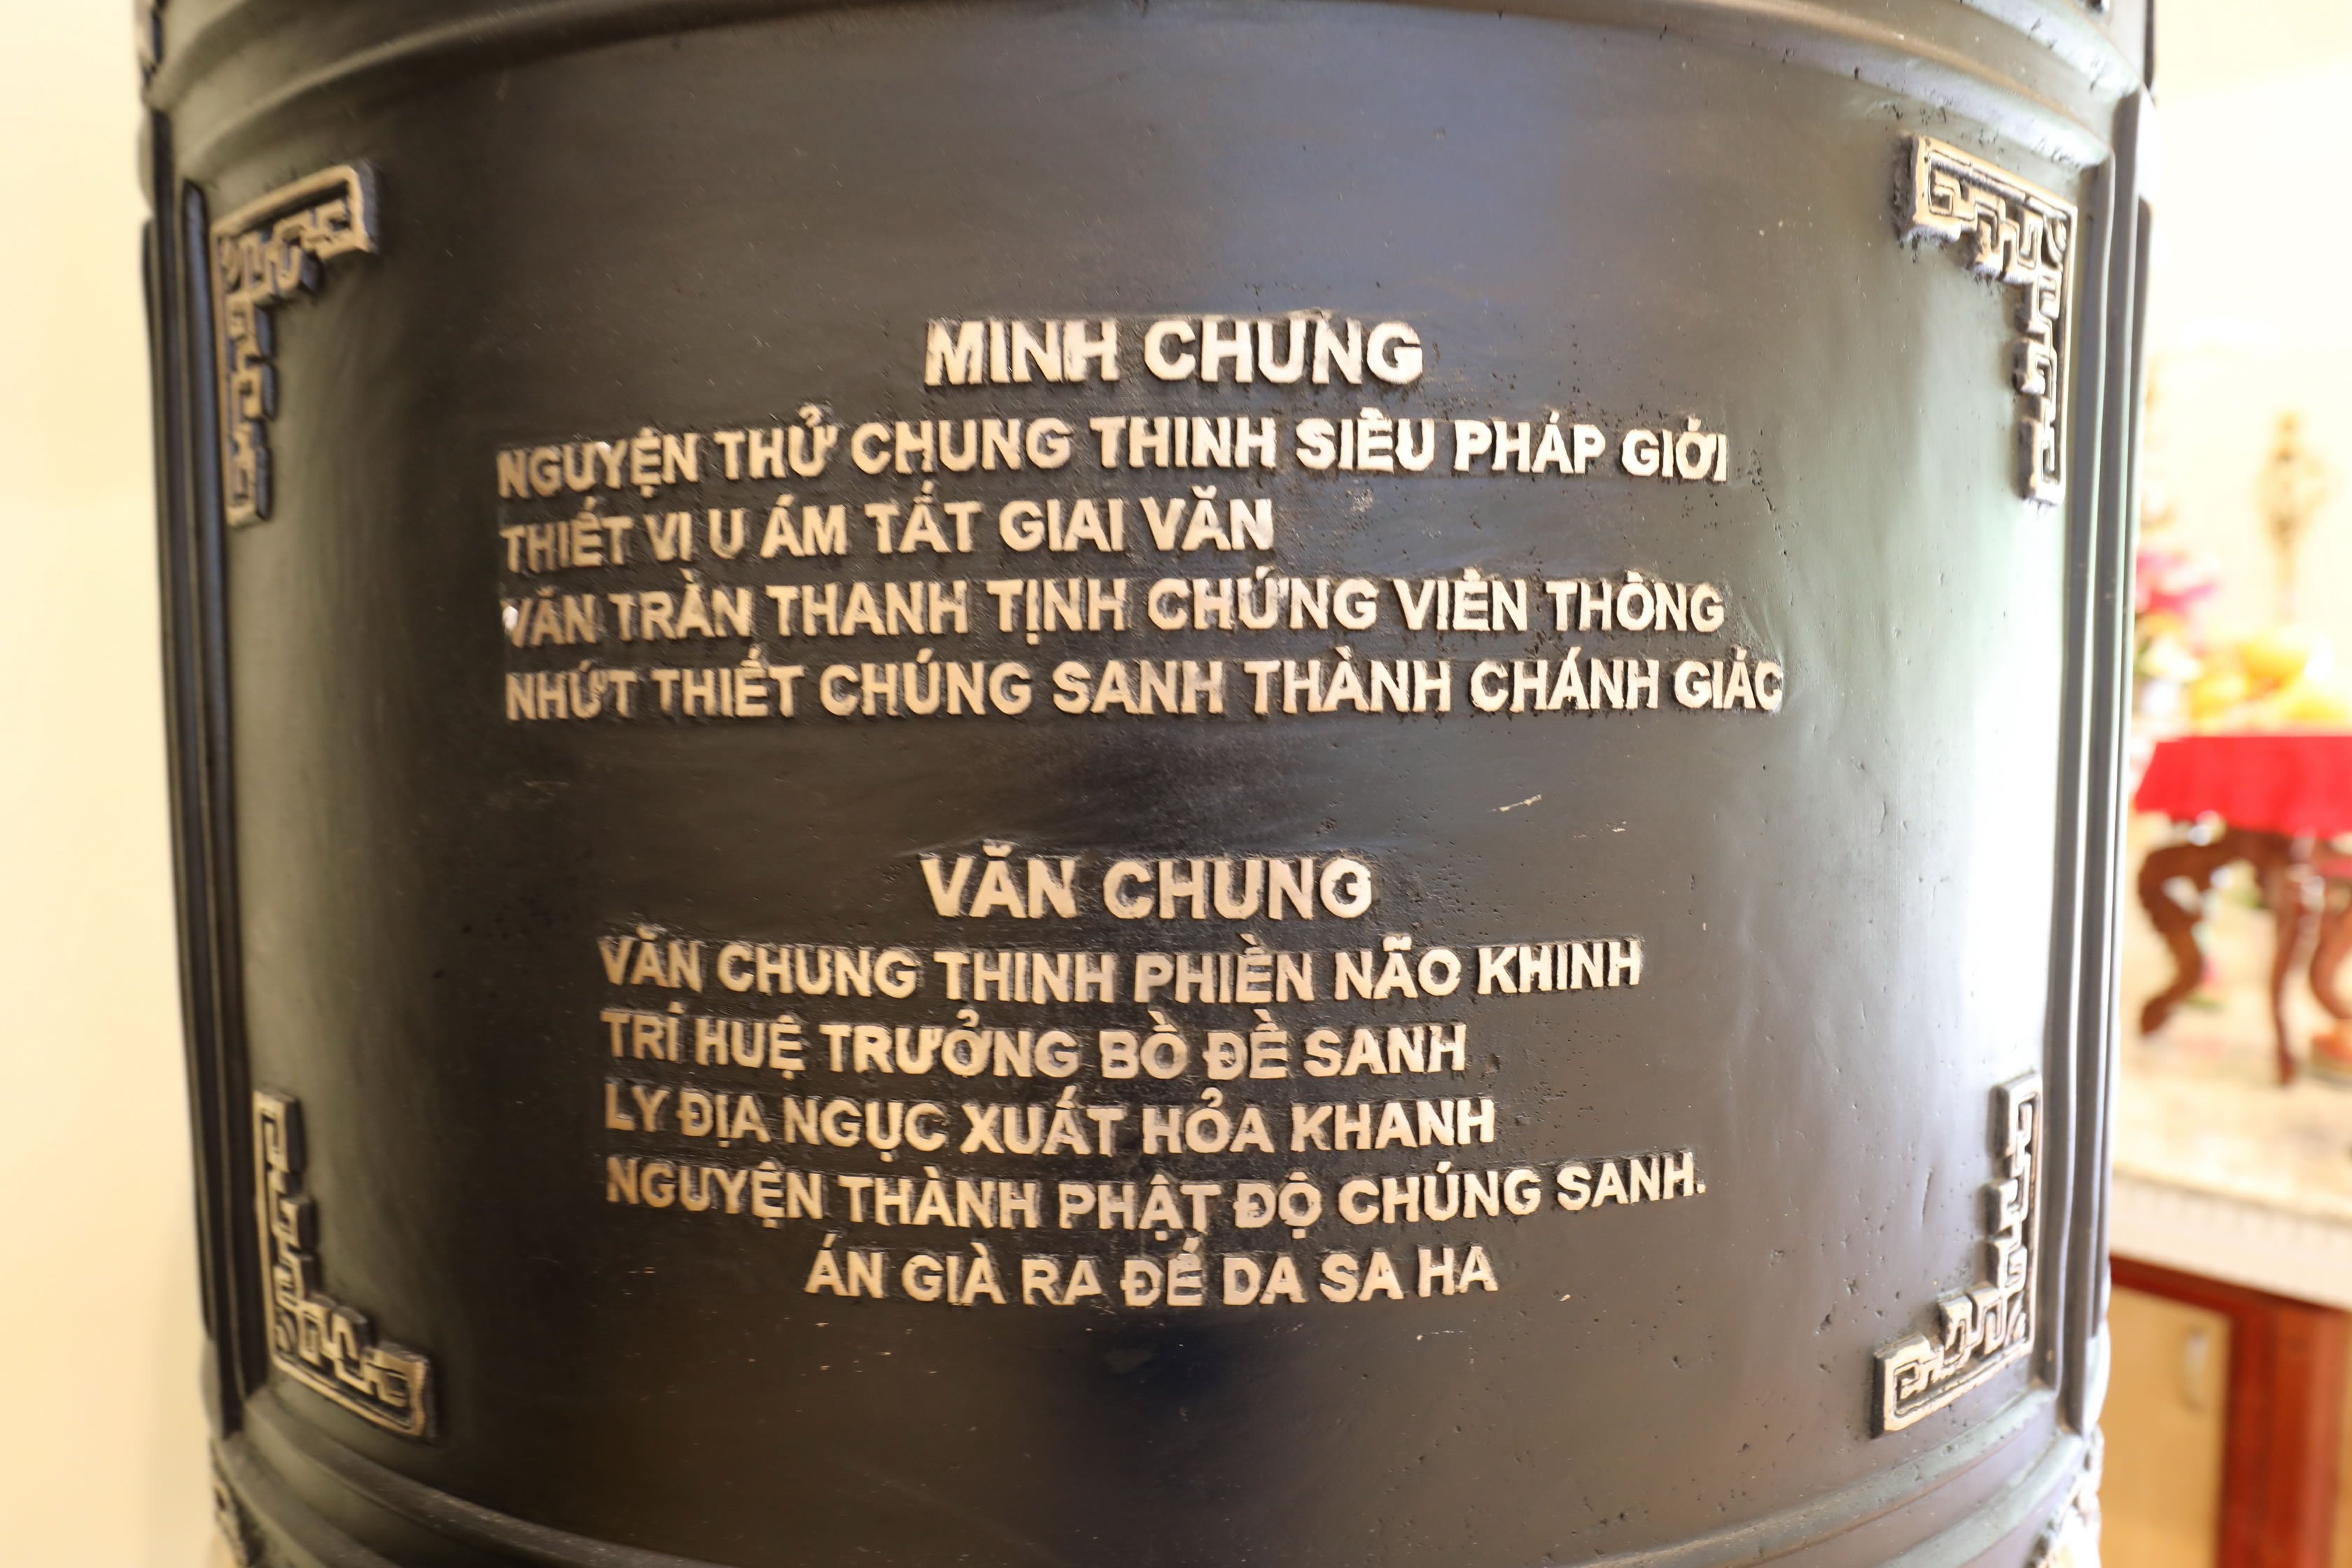 MINH CHUNG
NGUYỆN THỬ CHUNG THINH SIÊU PHÁP GIỚI
THIẾT VI U ÁM TẤT GIAI VĂN
VĂN TRẦN THANH TỊNH CHỨNG VIÊN THÔNG
NHỨT THIẾT CHÚNG SANH THÀNH CHÁNH GIÁC
VĂN CHUNG
VĂN CHUNG THINH PHIỀN NÃO KHINH
TRÍ HUỆ TRƯỞNG BỒ ĐỀ SANH
LY ĐỊA NGỤC XUẤT HỎA KHANH
NGUYỆN THÀNH PHẬT ĐỘ CHÚNG SANH.
ÁN GIÀ RA ĐẾ DA SA HA